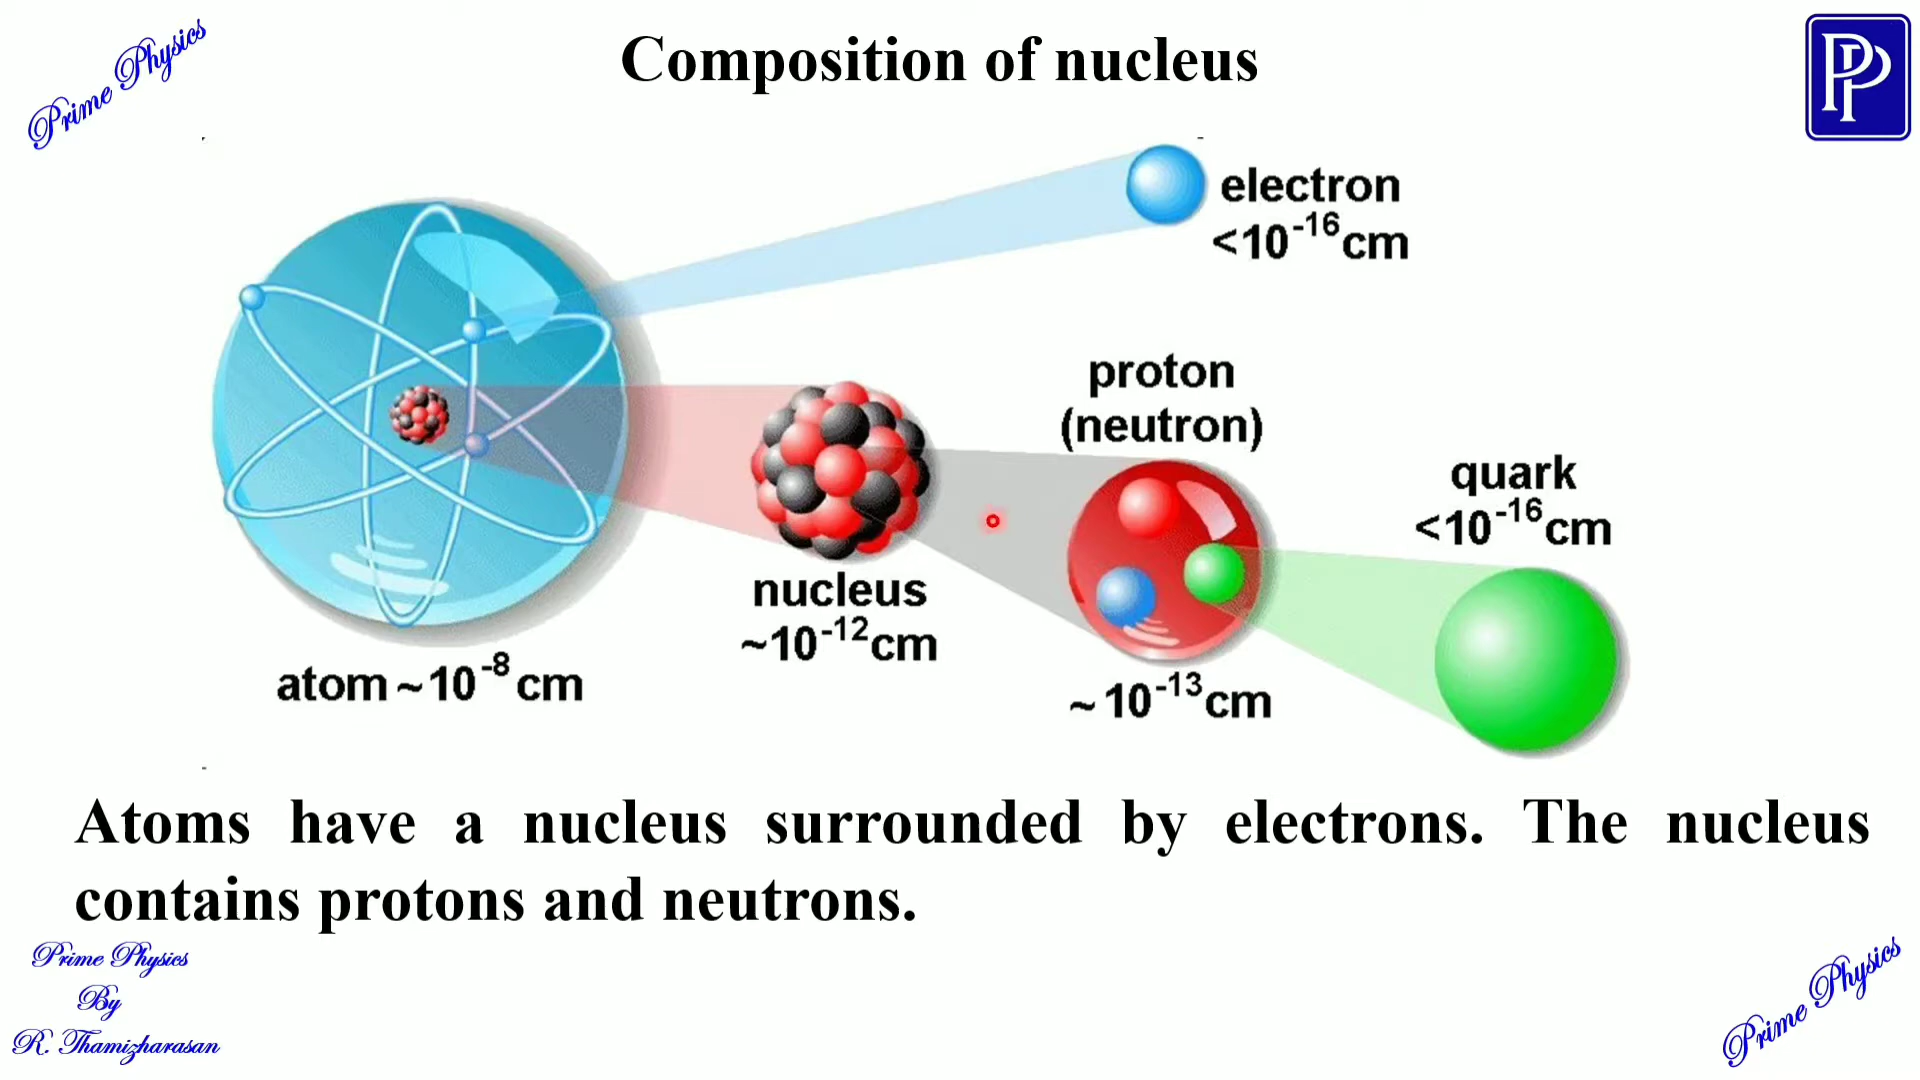 Prime Physics
Composition of nucleus
PP
electron
<10⁻¹⁶cm
proton
(neutron)
quark
<10⁻¹⁶cm
nucleus
~10⁻¹²cm
atom ~10⁻⁸ cm
~ 10⁻¹³cm
Atoms have a nucleus surrounded by electrons. The nucleus
contains protons and neutrons.
Prime Physics
By
R. Thamizharasan
Prime Physics